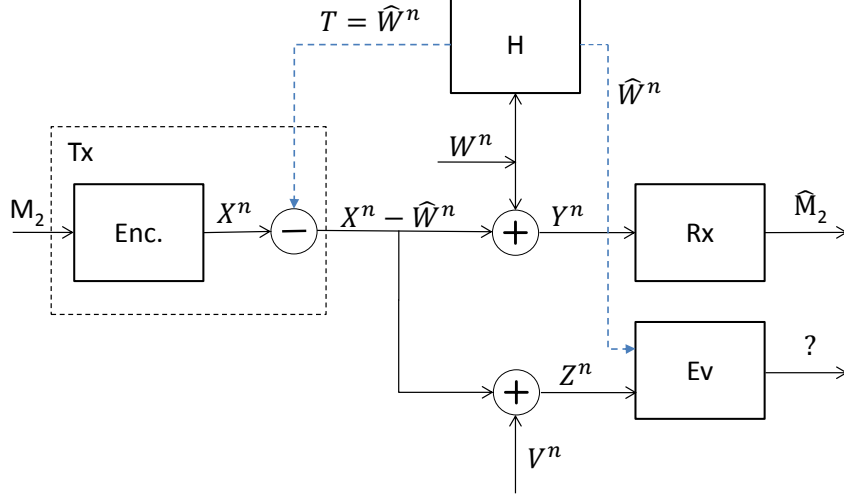 T = Ŵⁿ
H
Ŵⁿ
Wⁿ
Tx
M₂
Enc.
Xⁿ
−
Xⁿ − Ŵⁿ
+
Yⁿ
Rx
M̂₂
+
Zⁿ
Ev
?
Vⁿ